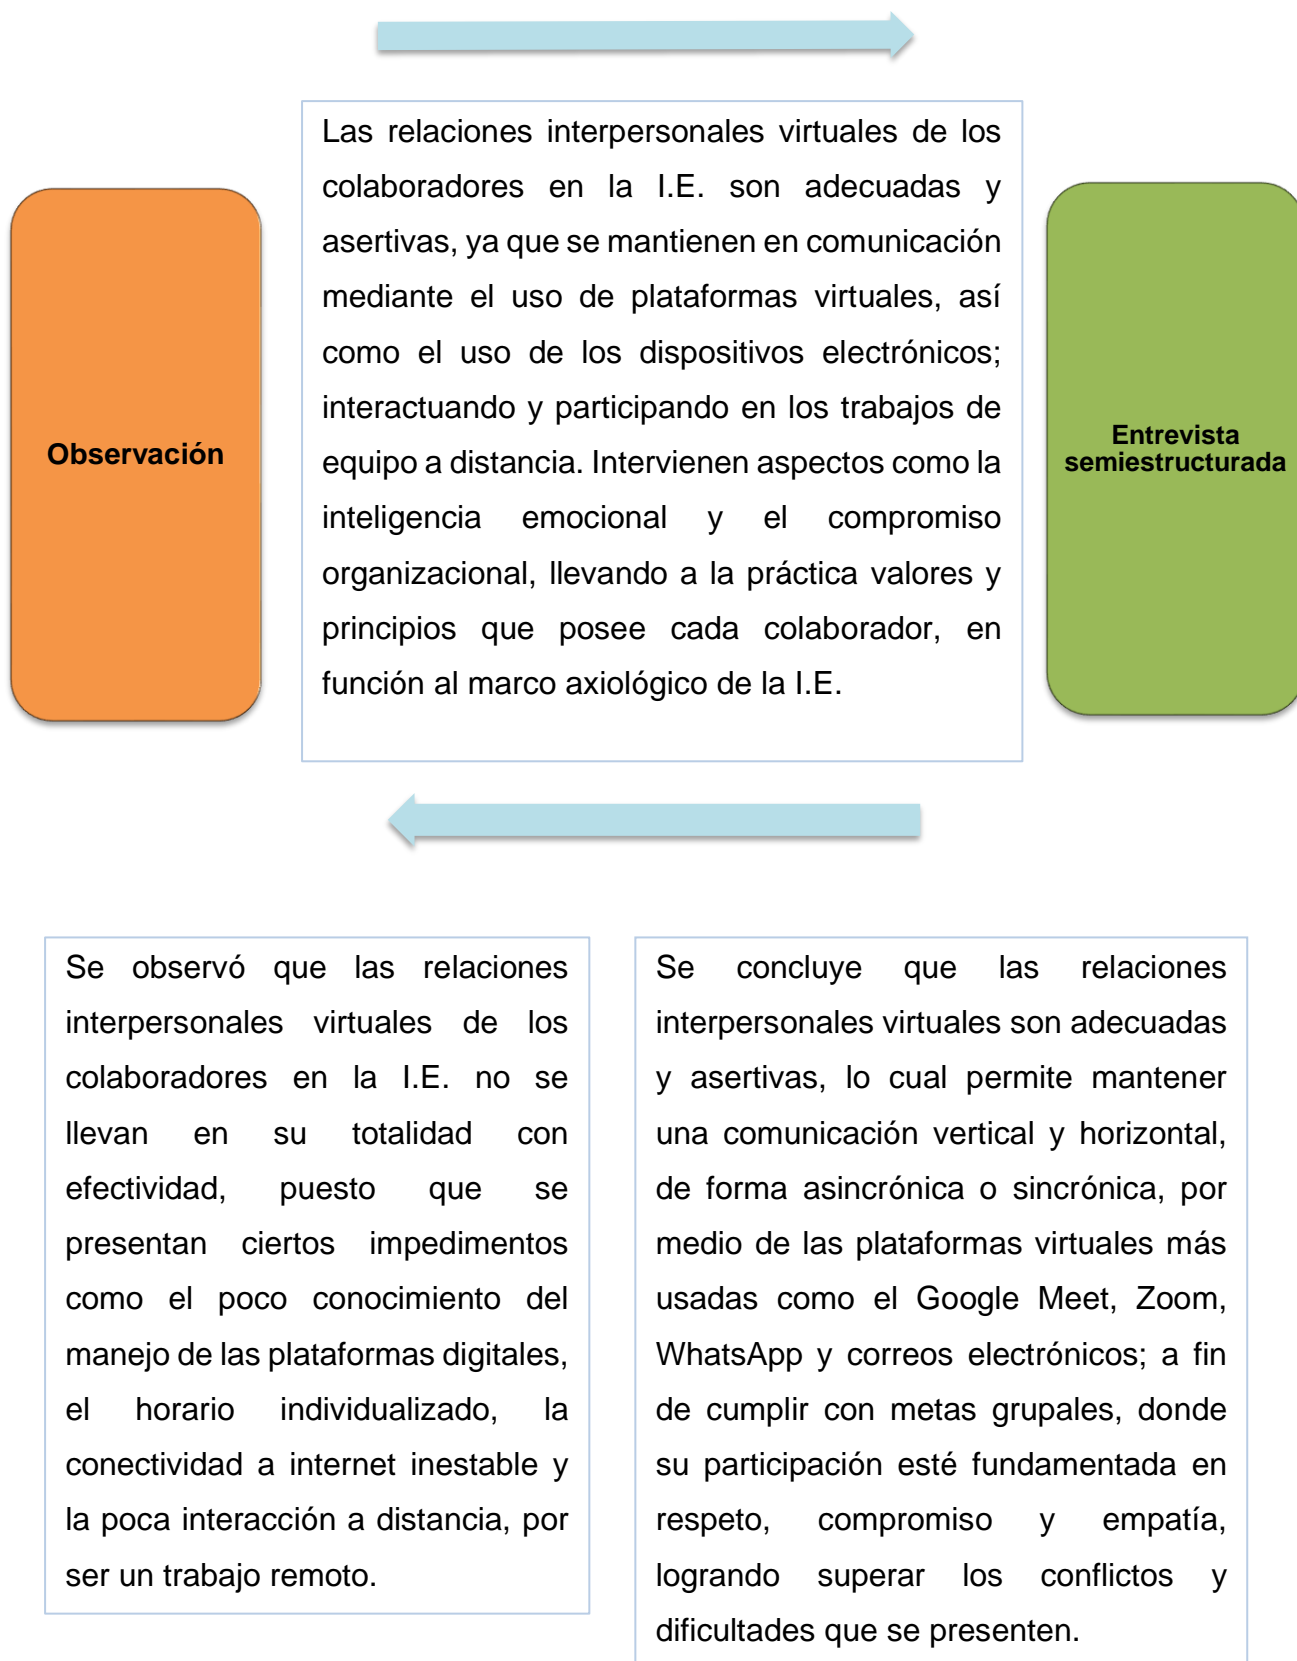 Las relaciones interpersonales virtuales de los
colaboradores en la I.E. son adecuadas y
asertivas, ya que se mantienen en comunicación
mediante el uso de plataformas virtuales, así
como el uso de los dispositivos electrónicos;
interactuando y participando en los trabajos de
equipo a distancia. Intervienen aspectos como la
inteligencia emocional y el compromiso
organizacional, llevando a la práctica valores y
principios que posee cada colaborador, en
función al marco axiológico de la I.E.
Observación
Entrevista
semiestructurada
Se observó que las relaciones
interpersonales virtuales de los
colaboradores en la I.E. no se
llevan en su totalidad con
efectividad, puesto que se
presentan ciertos impedimentos
como el poco conocimiento del
manejo de las plataformas digitales,
el horario individualizado, la
conectividad a internet inestable y
la poca interacción a distancia, por
ser un trabajo remoto.
Se concluye que las relaciones
interpersonales virtuales son adecuadas
y asertivas, lo cual permite mantener
una comunicación vertical y horizontal,
de forma asincrónica o sincrónica, por
medio de las plataformas virtuales más
usadas como el Google Meet, Zoom,
WhatsApp y correos electrónicos; a fin
de cumplir con metas grupales, donde
su participación esté fundamentada en
respeto, compromiso y empatía,
logrando superar los conflictos y
dificultades que se presenten.